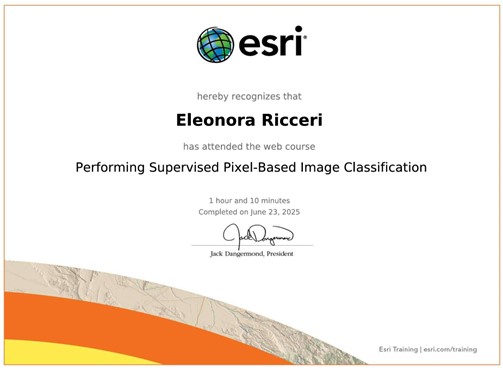 esri
hereby recognizes that
Eleonora Ricceri
has attended the web course
Performing Supervised Pixel-Based Image Classification
1 hour and 10 minutes
Completed on June 23, 2025
Jack Dangermond
Jack Dangermond, President
Esri Training | esri.com/training